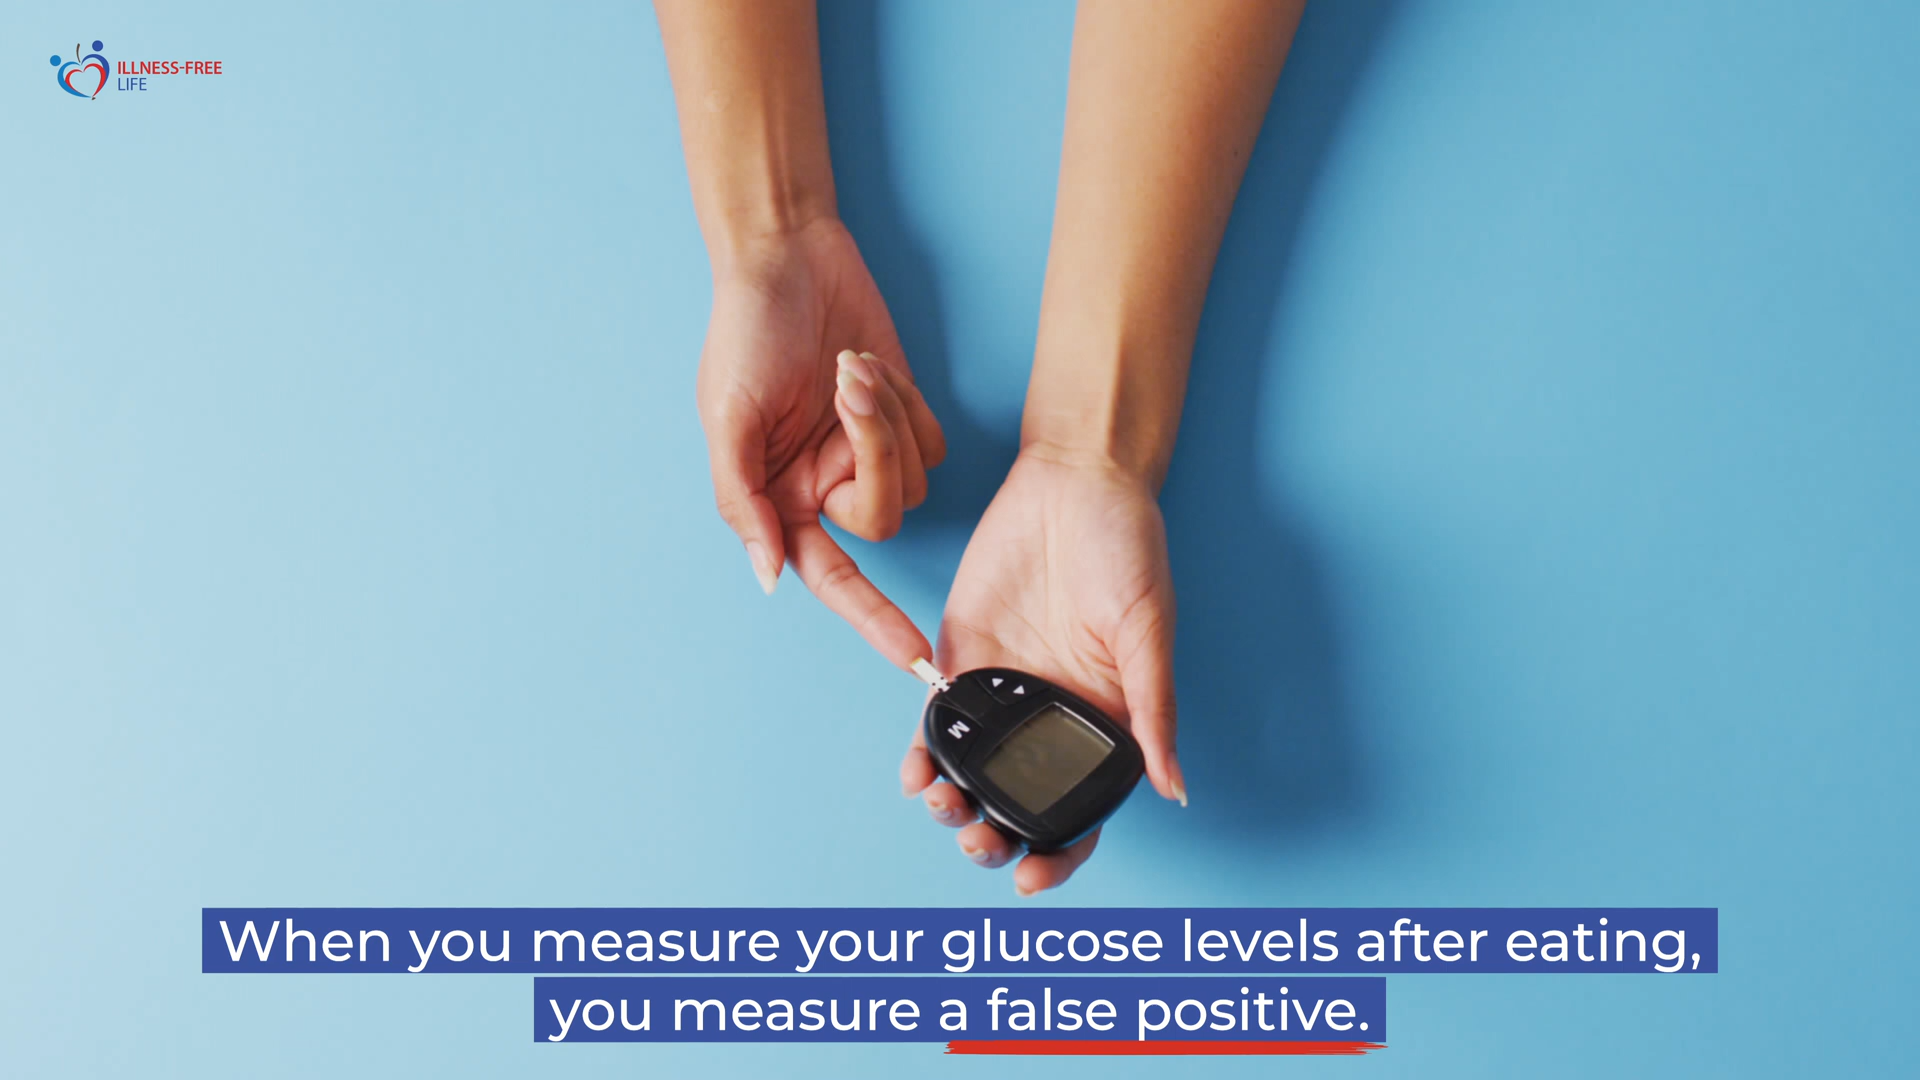 ILLNESS-FREE
LIFE
M
When you measure your glucose levels after eating,
you measure a false positive.